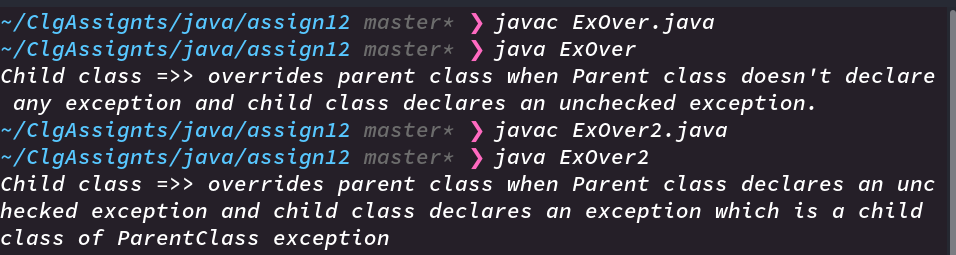 ~/ClgAssignts/java/assign12 master* ❯ javac ExOver.java
~/ClgAssignts/java/assign12 master* ❯ java ExOver
Child class =>> overrides parent class when Parent class doesn't declare
 any exception and child class declares an unchecked exception.
~/ClgAssignts/java/assign12 master* ❯ javac ExOver2.java
~/ClgAssignts/java/assign12 master* ❯ java ExOver2
Child class =>> overrides parent class when Parent class declares an unc
hecked exception and child class declares an exception which is a child
class of ParentClass exception